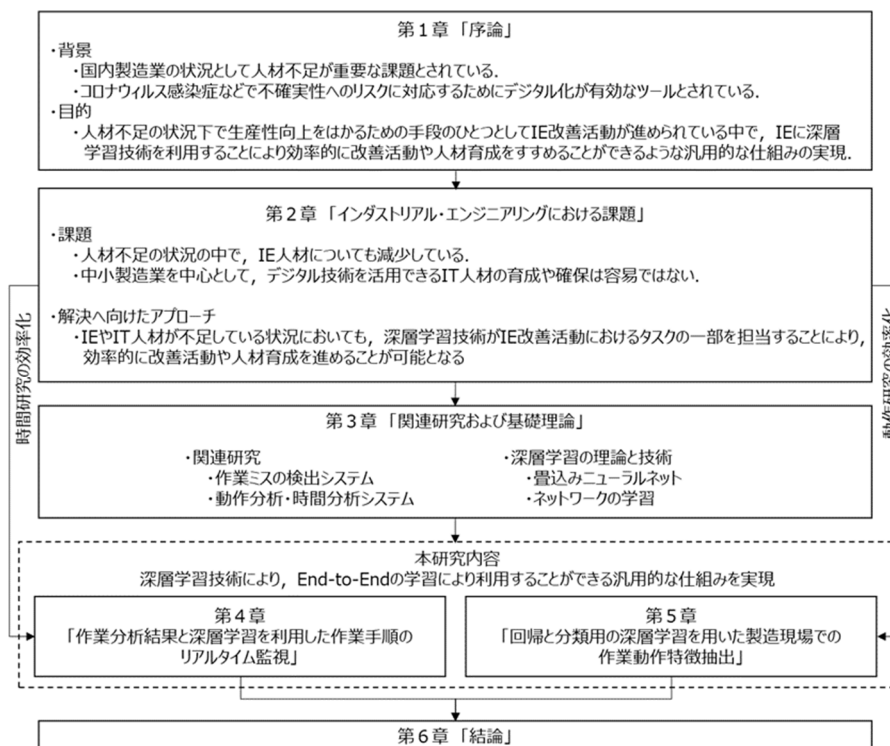 第1章「序論」
・背景
・国内製造業の状況として人材不足が重要な課題とされている.
・コロナウィルス感染症などで不確実性へのリスクに対応するためにデジタル化が有効なツールとされている.
・目的
・人材不足の状況下で生産性向上をはかるための手段のひとつとしてIE改善活動が進められている中で，IEに深層
学習技術を利用することにより効率的に改善活動や人材育成をすすめることができるような汎用的な仕組みの実現.
第2章「インダストリアル・エンジニアリングにおける課題」
・課題
・人材不足の状況の中で，IE人材についても減少している.
・中小製造業を中心として，デジタル技術を活用できるIT人材の育成や確保は容易ではない.
・解決へ向けたアプローチ
・IEやIT人材が不足している状況においても，深層学習技術がIE改善活動におけるタスクの一部を担当することにより，
効率的に改善活動や人材育成を進めることが可能となる
時間研究の効率化
動作研究の効率化
第3章「関連研究および基礎理論」
・関連研究
・作業ミスの検出システム
・動作分析・時間分析システム
・深層学習の理論と技術
・畳込みニューラルネット
・ネットワークの学習
本研究内容
深層学習技術により，End-to-Endの学習により利用することができる汎用的な仕組みを実現
第4章
「作業分析結果と深層学習を利用した作業手順の
リアルタイム監視」
第5章
「回帰と分類用の深層学習を用いた製造現場での
作業動作特徴抽出」
第6章「結論」